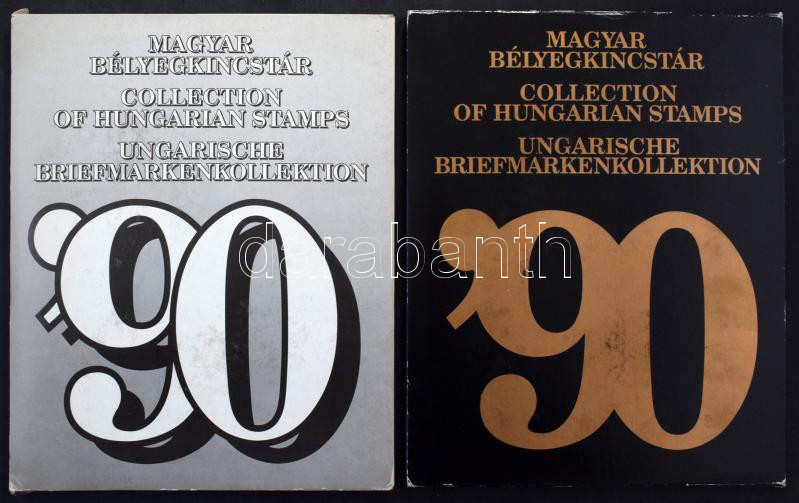 MAGYAR
BÉLYEGKINCSTÁR
COLLECTION
OF HUNGARIAN STAMPS
UNGARISCHE
BRIEFMARKENKOLLEKTION
'90
MAGYAR
BÉLYEGKINCSTÁR
COLLECTION
OF HUNGARIAN STAMPS
UNGARISCHE
BRIEFMARKENKOLLEKTION
'90
darabanth